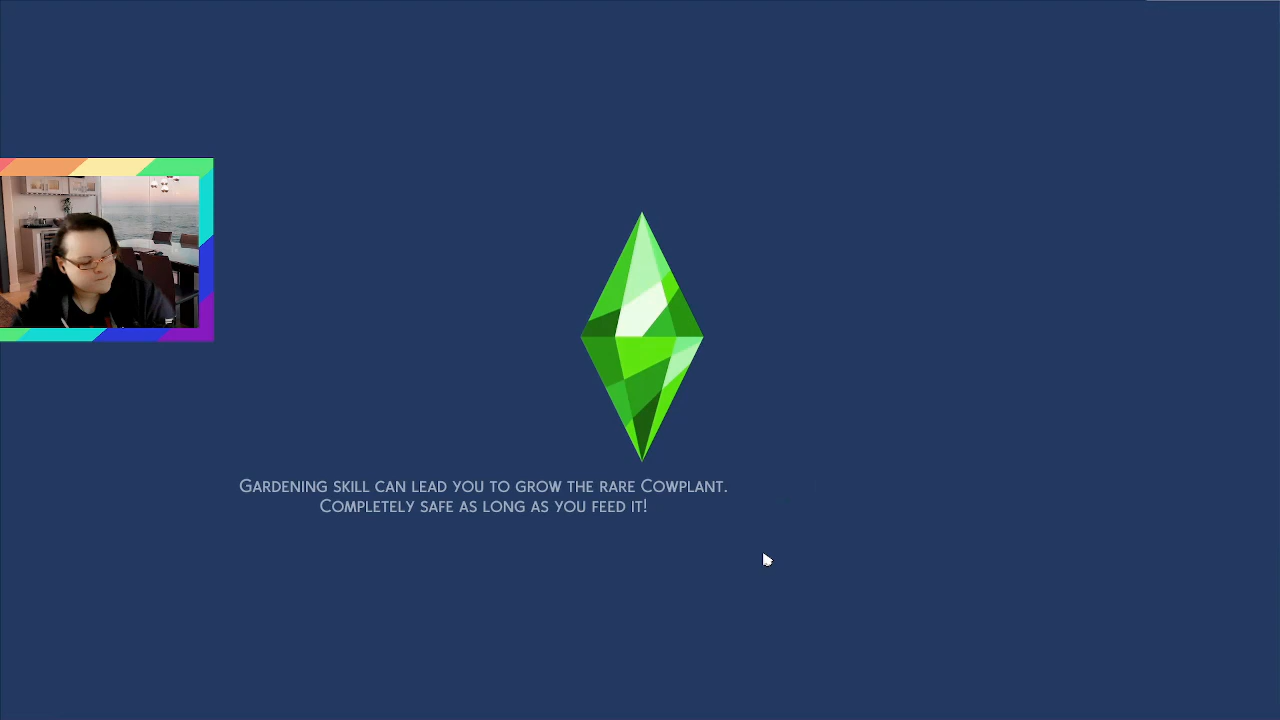 Gardening skill can lead you to grow the rare Cowplant.
Completely safe as long as you feed it!